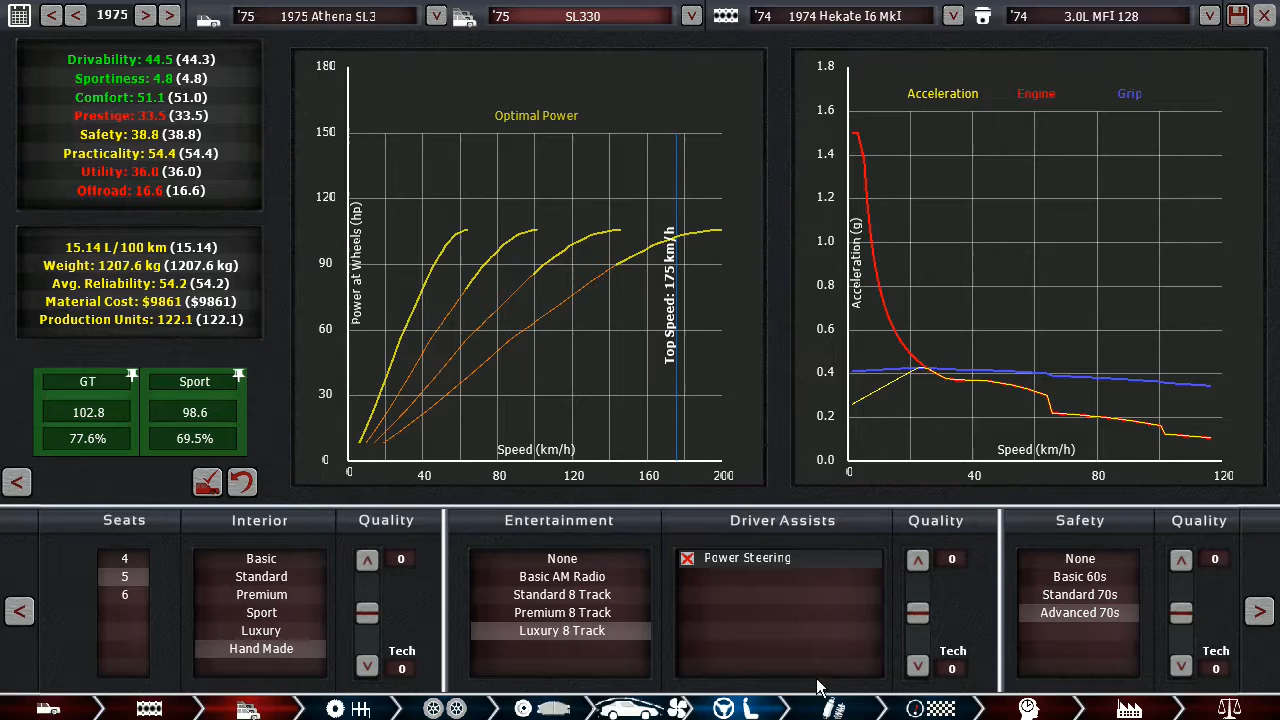 1975
'75 1975 Athena SL3
'75 SL330
'74 1974 Hekate I6 MkI
'74 3.0L MFI 128
Drivability: 44.5 (44.3)
Sportiness: 4.8 (4.8)
Comfort: 51.1 (51.0)
Prestige: 33.5 (33.5)
Safety: 38.8 (38.8)
Practicality: 54.4 (54.4)
Utility: 36.0 (36.0)
Offroad: 16.6 (16.6)
15.14 L/100 km (15.14)
Weight: 1207.6 kg (1207.6 kg)
Avg. Reliability: 54.2 (54.2)
Material Cost: $9861 ($9861)
Production Units: 122.1 (122.1)
GT Sport
102.8 98.6
77.6% 69.5%
Optimal Power
Power at Wheels (hp)
180
150
120
90
60
30
0
Top Speed: 175 km/h
Speed (km/h)
0 40 80 120 160 200
Acceleration Engine Grip
Acceleration (g)
1.8
1.6
1.4
1.2
1.0
0.8
0.6
0.4
0.2
0.0
Speed (km/h)
0 40 80 120
Seats
4
5
6
Interior
Basic
Standard
Premium
Sport
Luxury
Hand Made
Quality
0
Tech
0
Entertainment
None
Basic AM Radio
Standard 8 Track
Premium 8 Track
Luxury 8 Track
Driver Assists
Power Steering
Quality
0
Tech
0
Safety
None
Basic 60s
Standard 70s
Advanced 70s
Quality
0
Tech
0